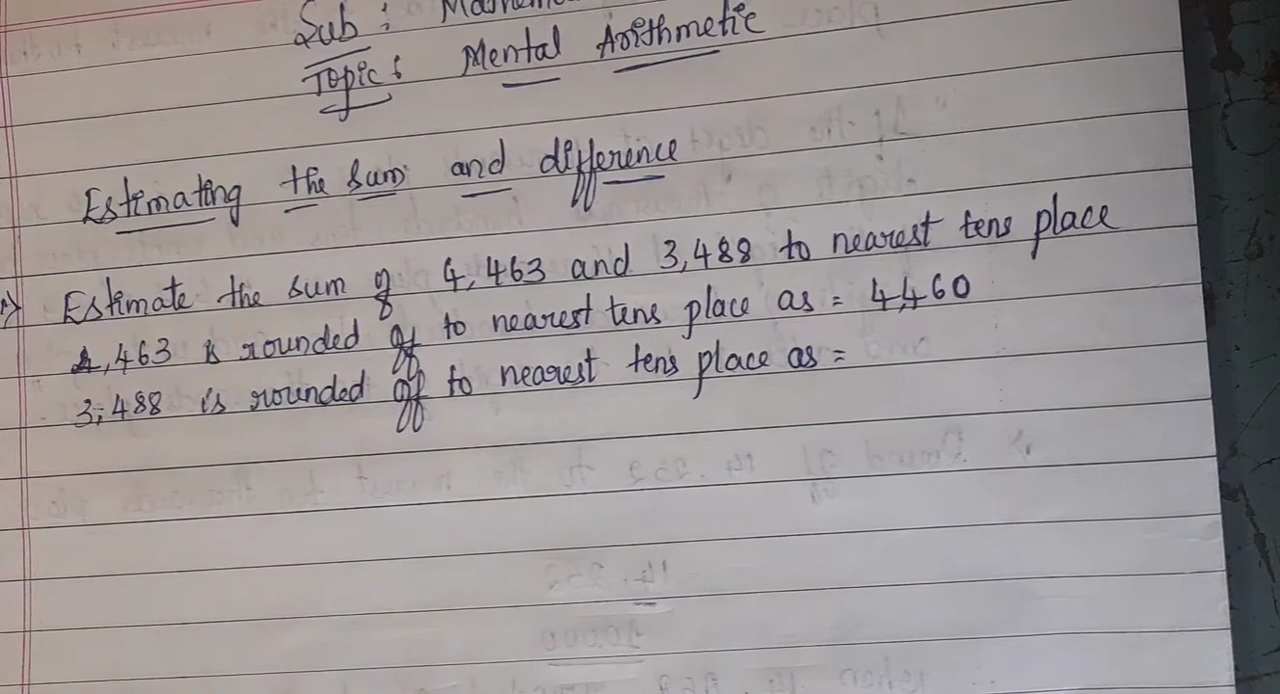 Sub :
Topic : Mental Arithmetic
Estimating the sum and difference
Estimate the sum of 4,463 and 3,488 to nearest tens place
4,463 is rounded off to nearest tens place as = 4,460
3,488 is rounded off to nearest tens place as =